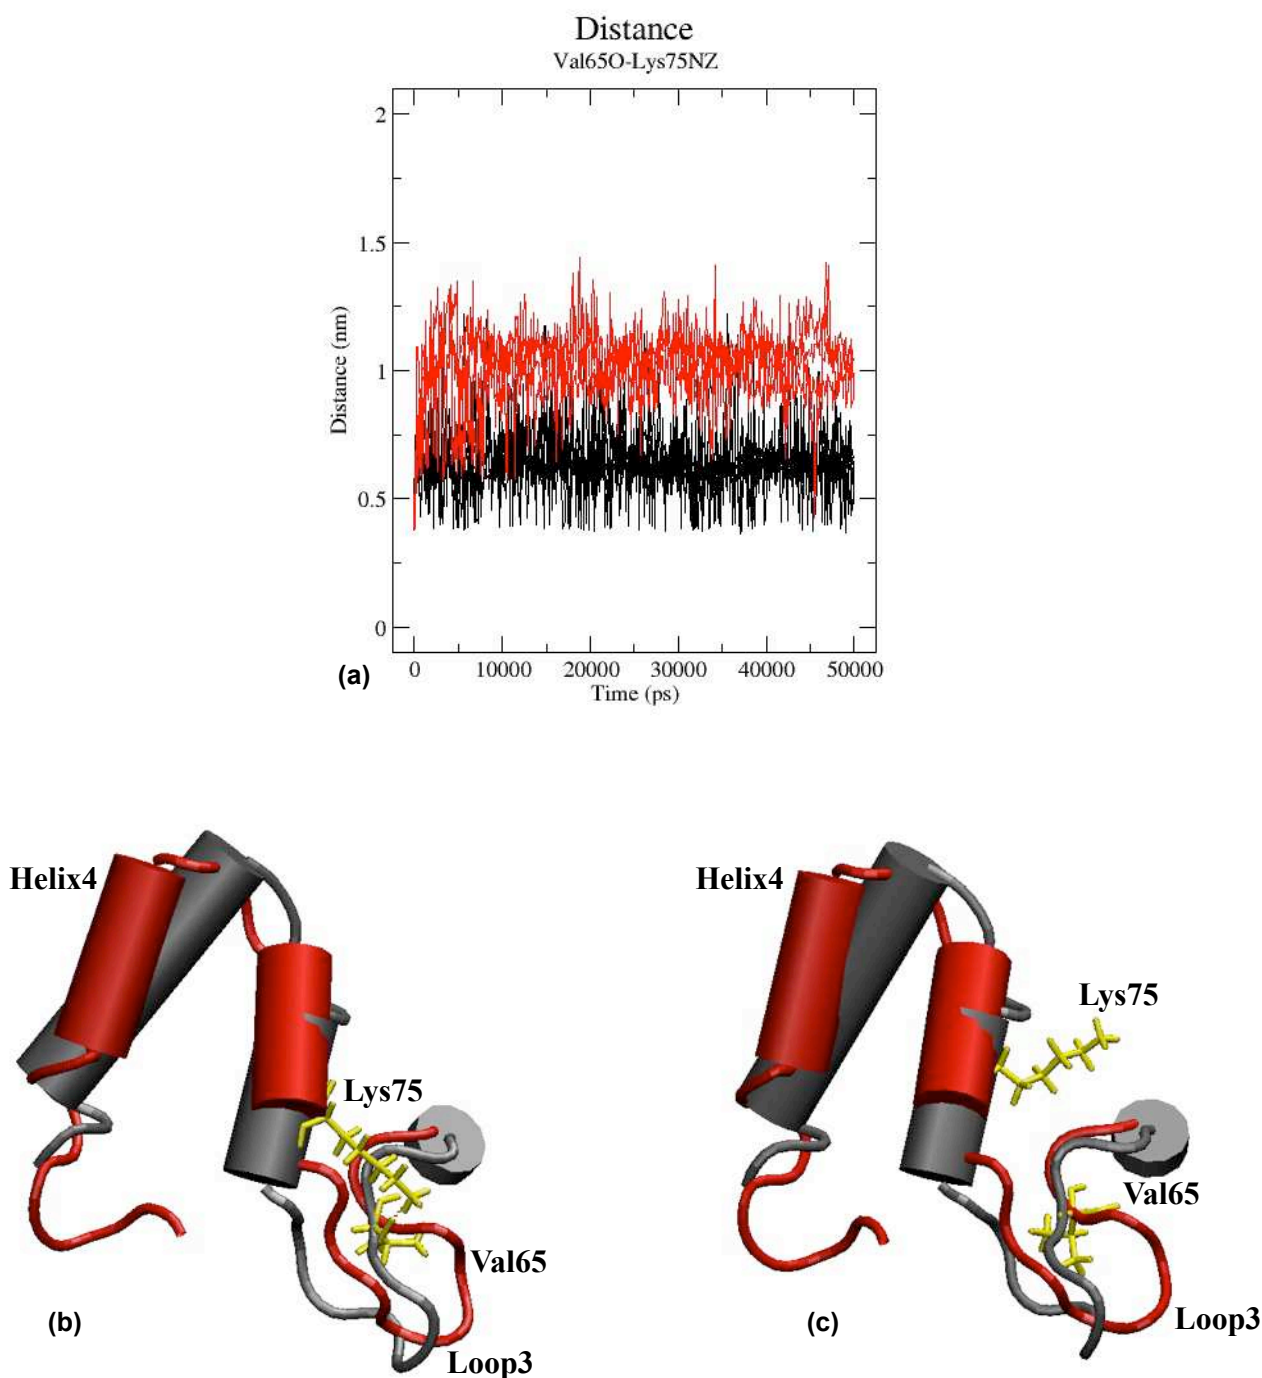 Distance
Val65O-Lys75NZ
2
1.5
1
0.5
0
Distance (nm)
0 10000 20000 30000 40000 50000
Time (ps)
(a)
Helix4
Lys75
Val65
Loop3
(b)
Helix4
Lys75
Val65
Loop3
(c)